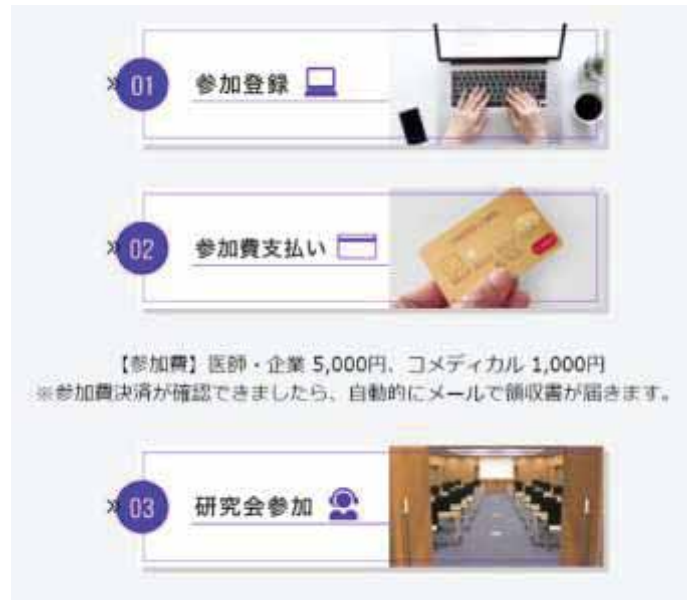 01
参加登録
02
参加費支払い
【参加費】医師・企業 5,000円、コメディカル 1,000円
※参加費決済が確認できましたら、自動的にメールで領収書が届きます。
03
研究会参加